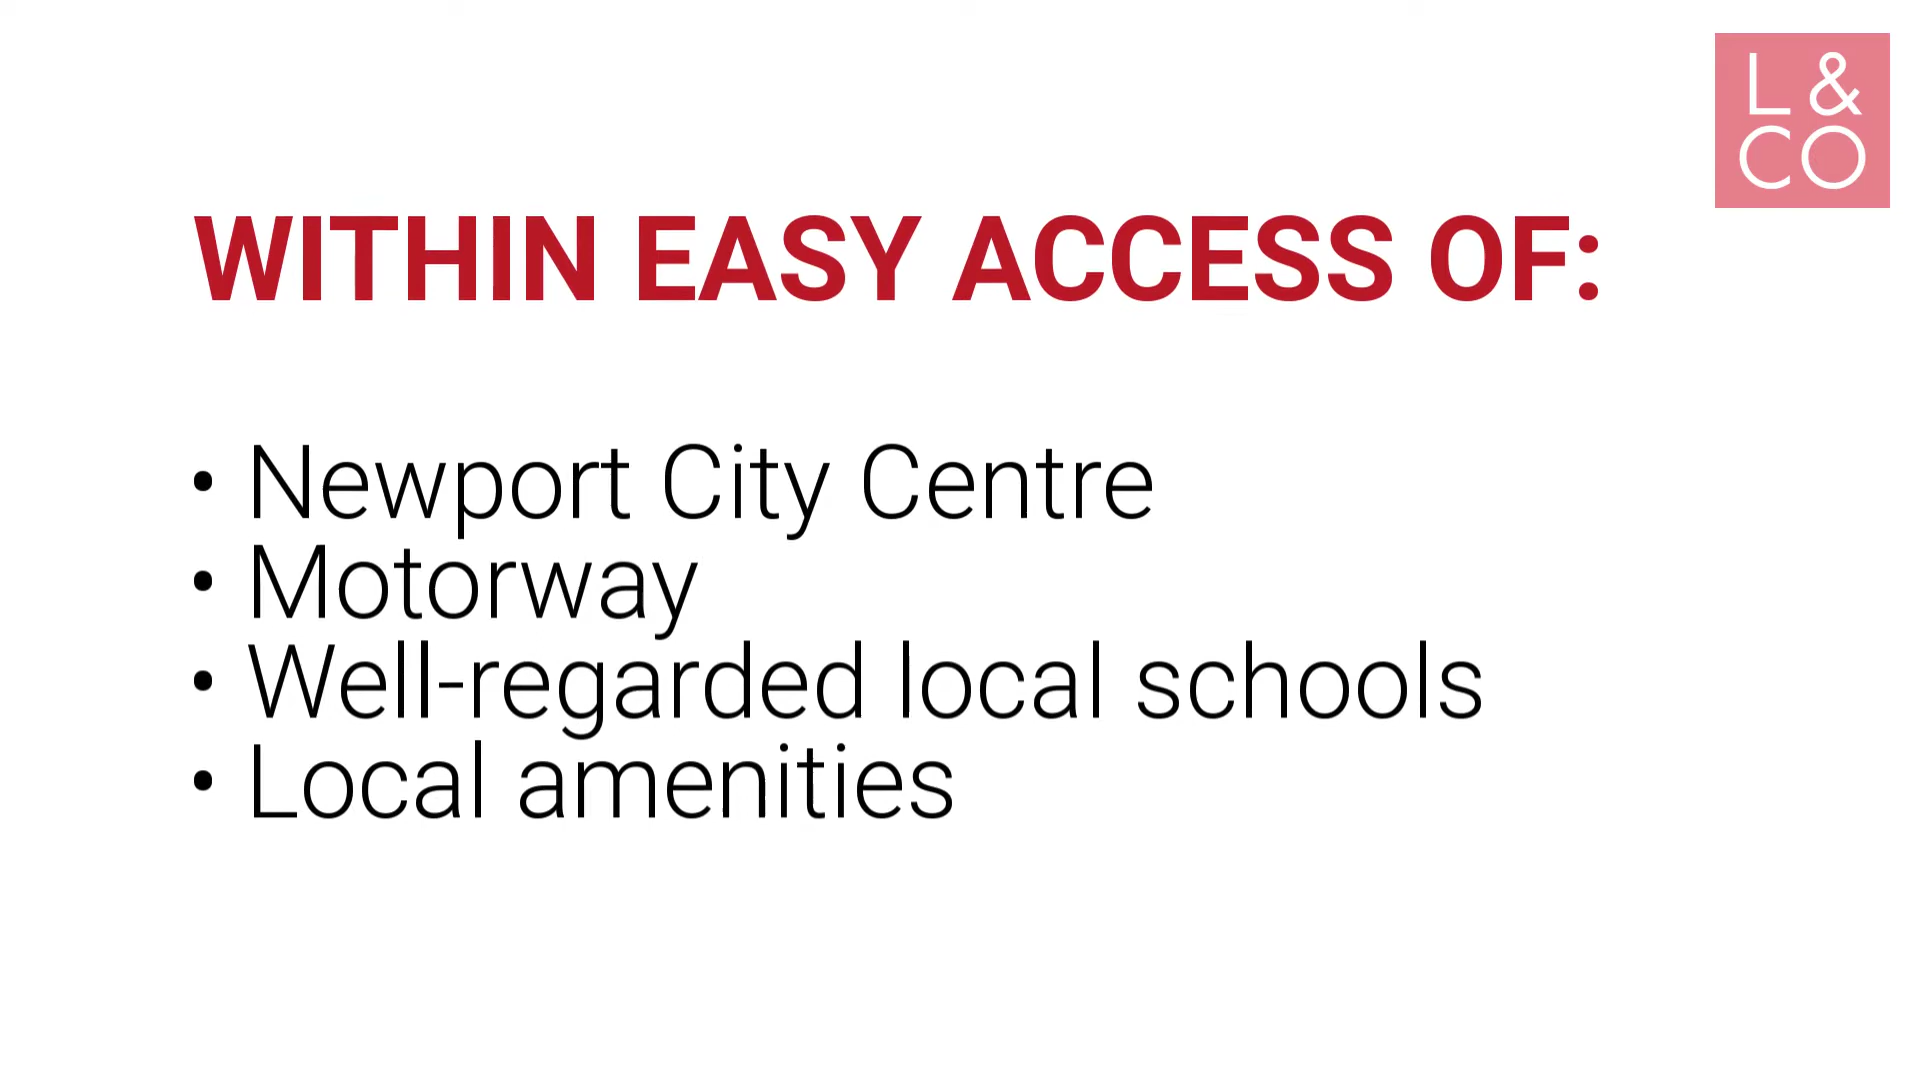 L &
CO
WITHIN EASY ACCESS OF:
• Newport City Centre
• Motorway
• Well-regarded local schools
• Local amenities